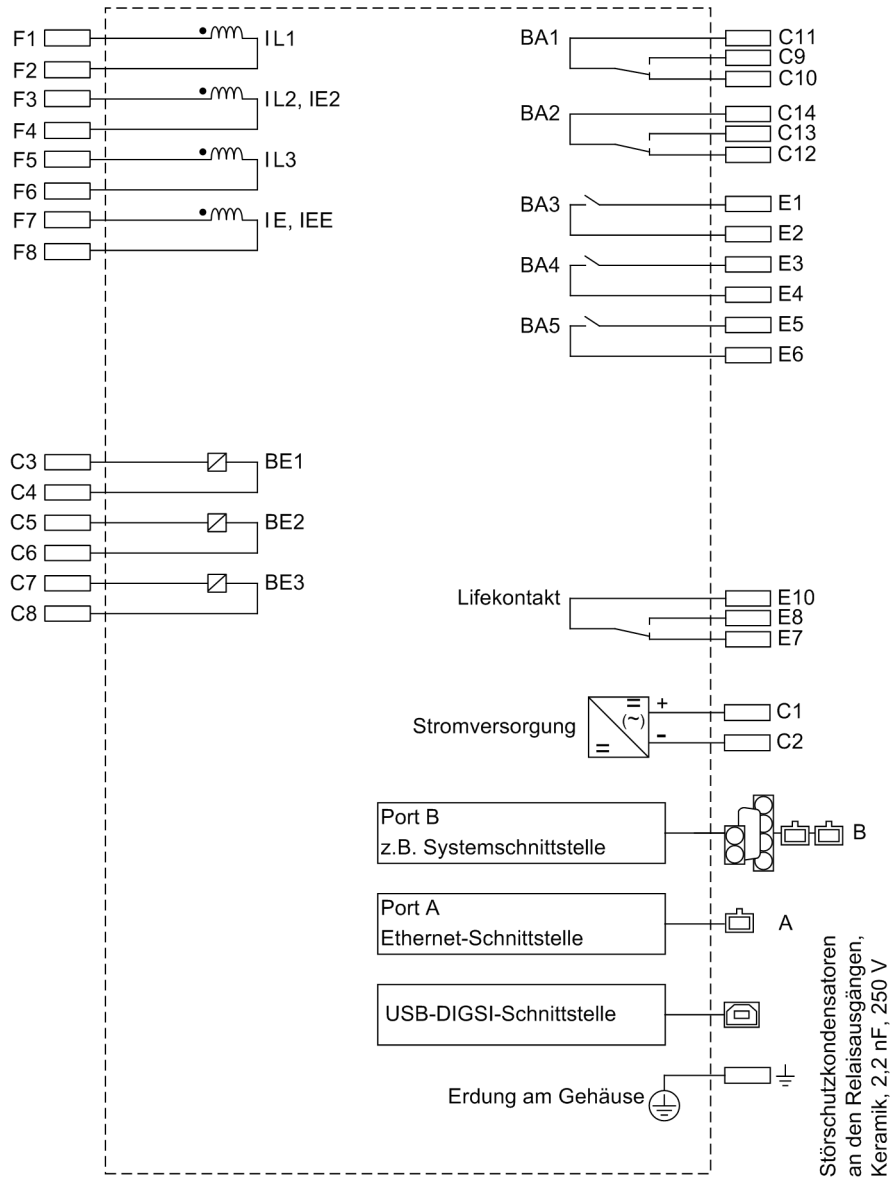 F1
IL1
F2
F3
IL2, IE2
F4
F5
IL3
F6
F7
IE, IEE
F8
C3
BE1
C4
C5
BE2
C6
C7
BE3
C8
BA1
C11
C9
C10
BA2
C14
C13
C12
BA3
E1
E2
BA4
E3
E4
BA5
E5
E6
Lifekontakt
E10
E8
E7
Stromversorgung
=
(~)
=
+
-
C1
C2
Port B
z.B. Systemschnittstelle
B
Port A
Ethernet-Schnittstelle
A
USB-DIGSI-Schnittstelle
Erdung am Gehäuse
Störschutzkondensatoren
an den Relaisausgängen,
Keramik, 2,2 nF, 250 V